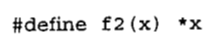 #define f2(x) *x